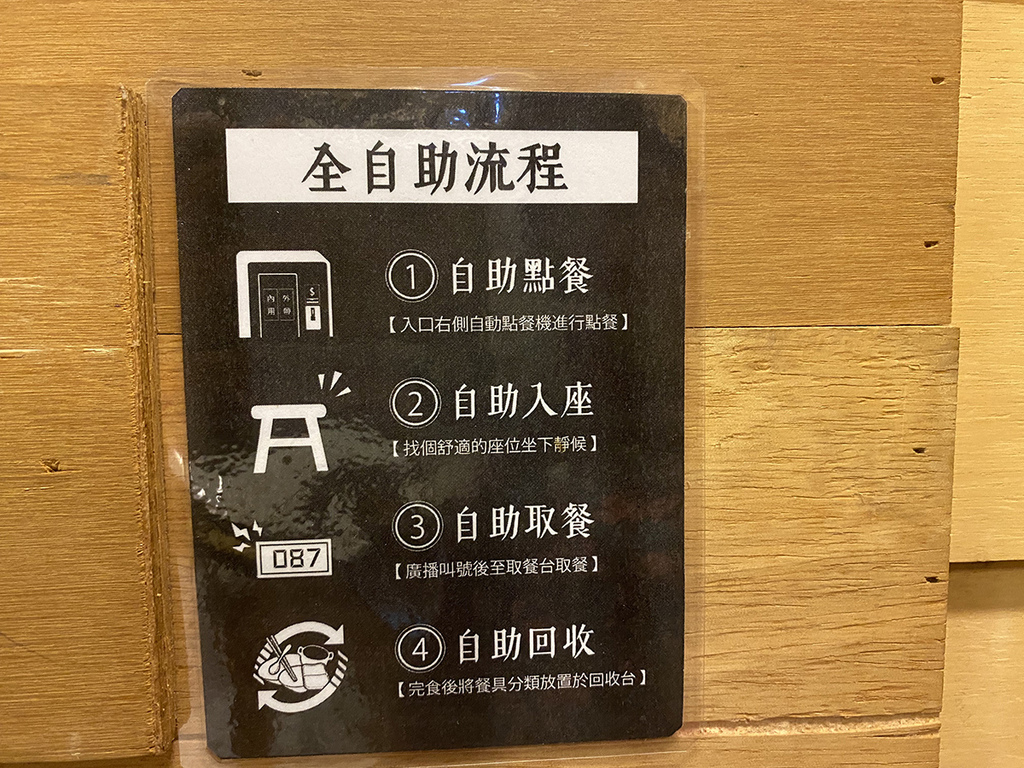 全自助流程
內用 外帶
$
① 自助點餐
【入口右側自動點餐機進行點餐】
② 自助入座
【找個舒適的座位坐下靜候】
③ 自助取餐
087
【廣播叫號後至取餐台取餐】
④ 自助回收
【完食後將餐具分類放置於回收台】